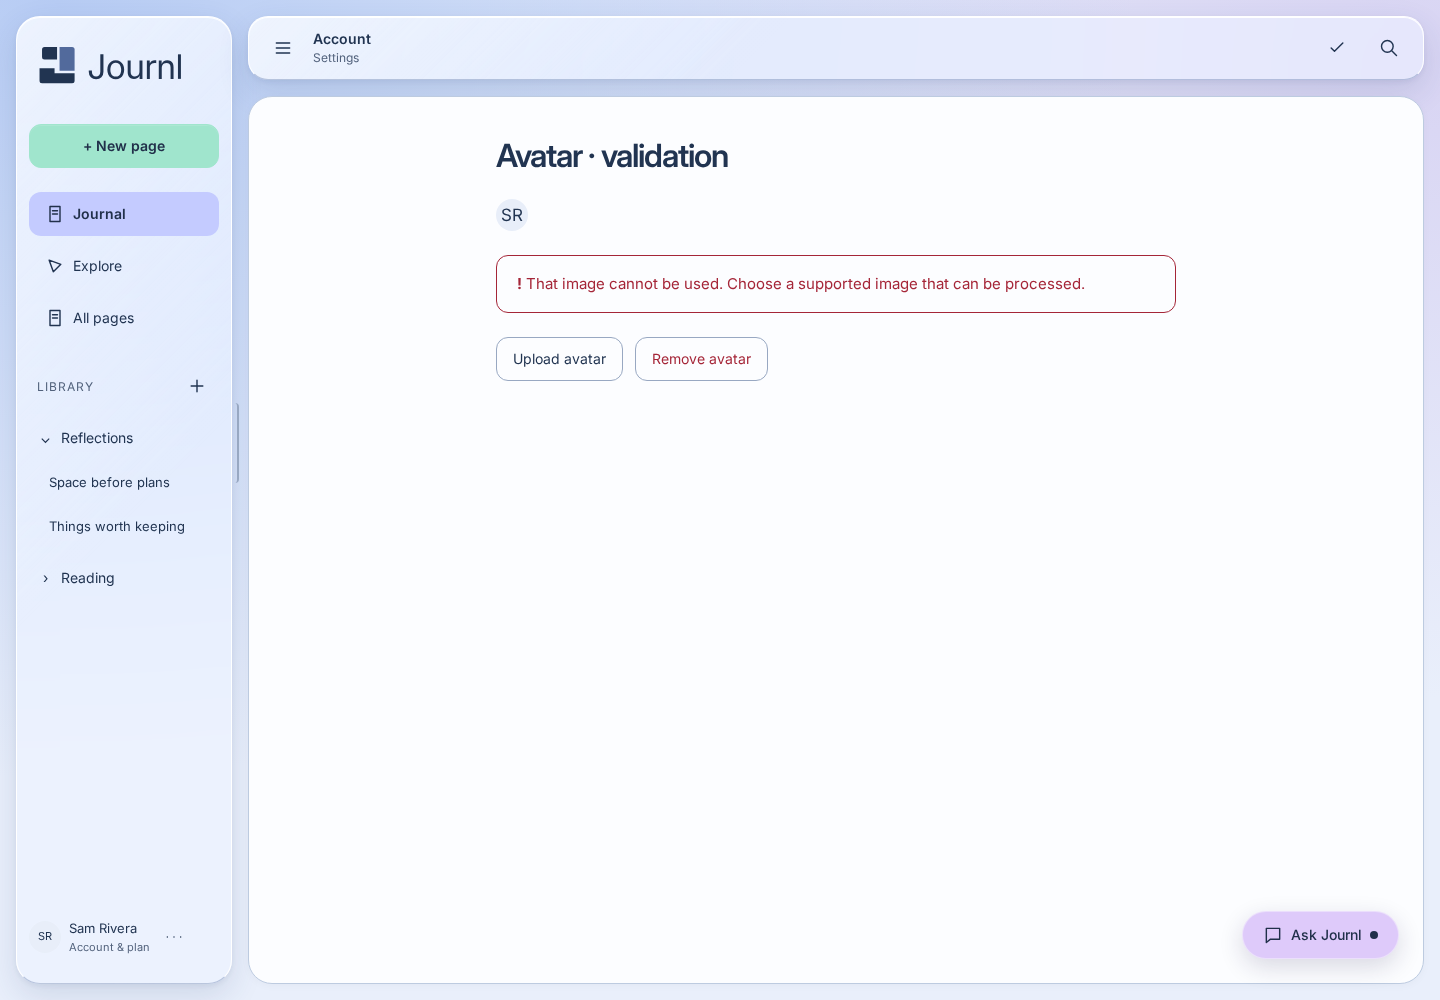 Journl
+ New page
Journal
Explore
All pages
LIBRARY
Reflections
Space before plans
Things worth keeping
Reading
SR
Sam Rivera
Account & plan
Account
Settings
Avatar · validation
SR
! That image cannot be used. Choose a supported image that can be processed.
Upload avatar
Remove avatar
Ask Journl